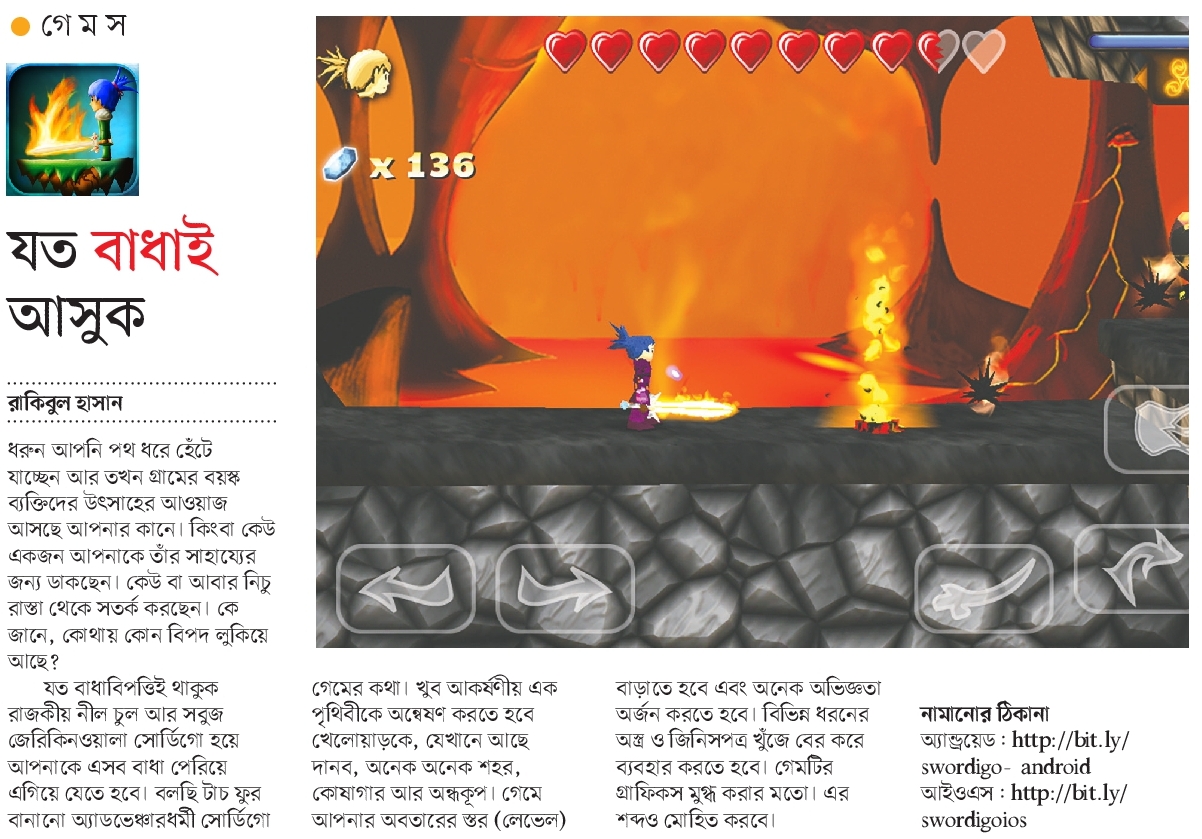 গেমস
যত বাধাই
আসুক
রাকিবুল হাসান
ধরুন আপনি পথ ধরে হেঁটে
যাচ্ছেন আর তখন গ্রামের বয়স্ক
ব্যক্তিদের উৎসাহের আওয়াজ
আসছে আপনার কানে। কিংবা কেউ
একজন আপনাকে তাঁর সাহায্যের
জন্য ডাকছেন। কেউ বা আবার নিচু
রাস্তা থেকে সতর্ক করছেন। কে
জানে, কোথায় কোন বিপদ লুকিয়ে
আছে?
যত বাধাবিপত্তিই থাকুক
রাজকীয় নীল চুল আর সবুজ
জেরিকিনওয়ালা সোর্ডিগো হয়ে
আপনাকে এসব বাধা পেরিয়ে
এগিয়ে যেতে হবে। বলছি টাচ ফুর
বানানো অ্যাডভেঞ্চারধর্মী সোর্ডিগো
গেমের কথা। খুব আকর্ষণীয় এক
পৃথিবীকে অন্বেষণ করতে হবে
খেলোয়াড়কে, যেখানে আছে
দানব, অনেক অনেক শহর,
কোষাগার আর অন্ধকূপ। গেমে
আপনার অবতারের স্তর (লেভেল)
বাড়াতে হবে এবং অনেক অভিজ্ঞতা
অর্জন করতে হবে। বিভিন্ন ধরনের
অস্ত্র ও জিনিসপত্র খুঁজে বের করে
ব্যবহার করতে হবে। গেমটির
গ্রাফিকস মুগ্ধ করার মতো। এর
শব্দও মোহিত করবে।
নামানোর ঠিকানা
অ্যান্ড্রয়েড : http://bit.ly/
swordigo- android
আইওএস : http://bit.ly/
swordigoios
x 136